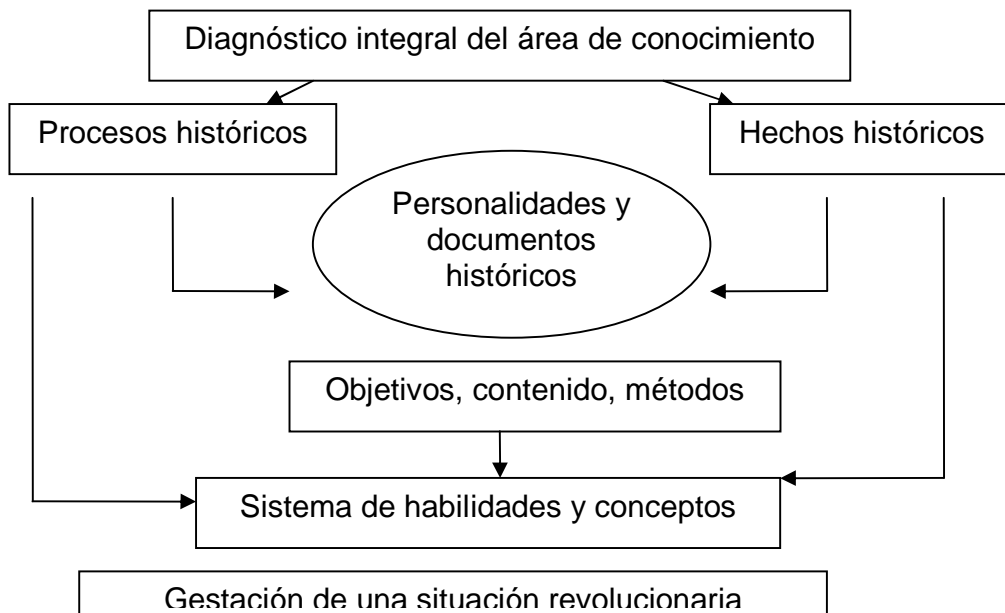 Diagnóstico integral del área de conocimiento
Procesos históricos
Hechos históricos
Personalidades y
documentos
históricos
Objetivos, contenido, métodos
Sistema de habilidades y conceptos
Gestación de una situación revolucionaria